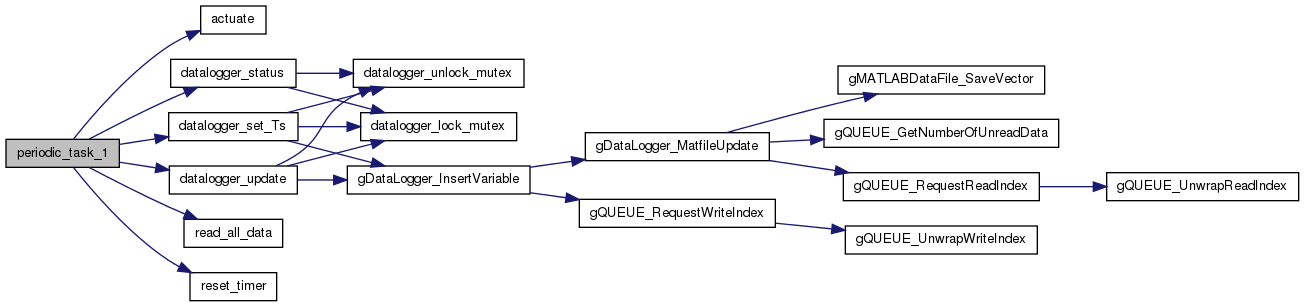 periodic_task_1
actuate
datalogger_status
datalogger_set_Ts
datalogger_update
read_all_data
reset_timer
datalogger_unlock_mutex
datalogger_lock_mutex
gDataLogger_InsertVariable
gDataLogger_MatfileUpdate
gQUEUE_RequestWriteIndex
gMATLABDataFile_SaveVector
gQUEUE_GetNumberOfUnreadData
gQUEUE_RequestReadIndex
gQUEUE_UnwrapWriteIndex
gQUEUE_UnwrapReadIndex